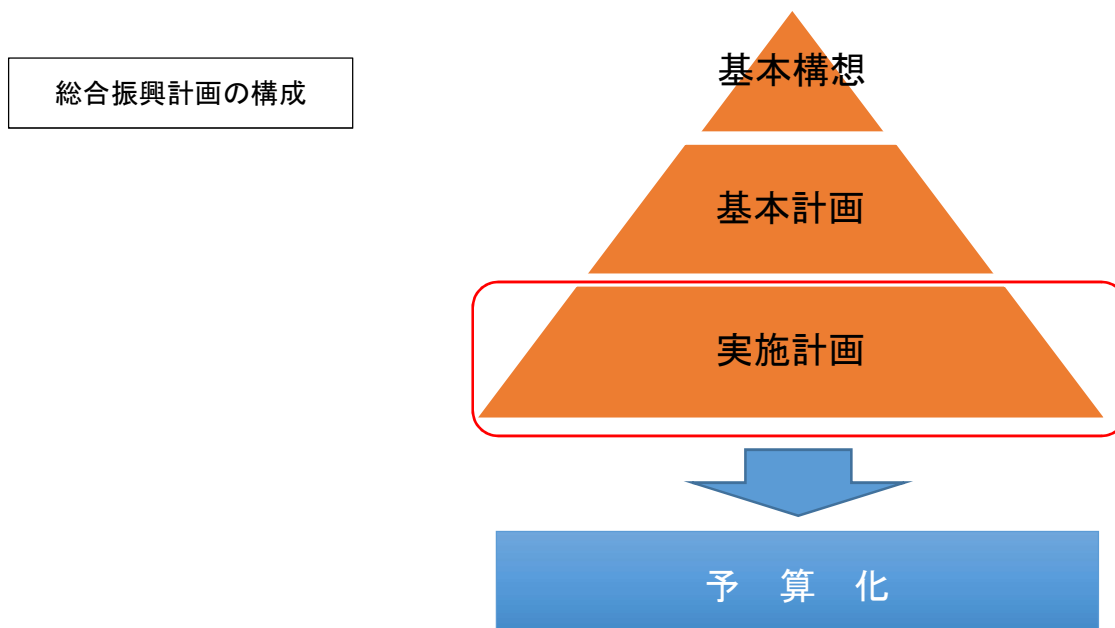 総合振興計画の構成
基本構想
基本計画
実施計画
予 算 化